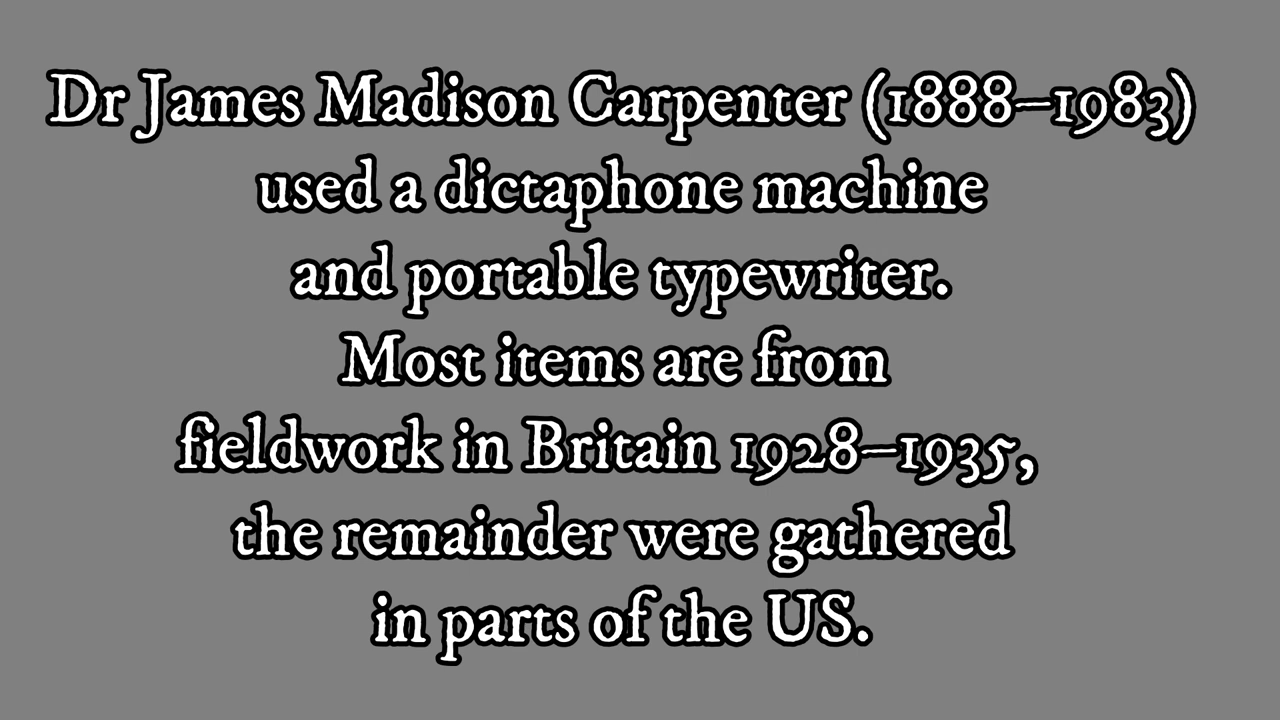 Dr James Madison Carpenter (1888–1983)
used a dictaphone machine
and portable typewriter.
Most items are from
fieldwork in Britain 1928–1935,
the remainder were gathered
in parts of the US.